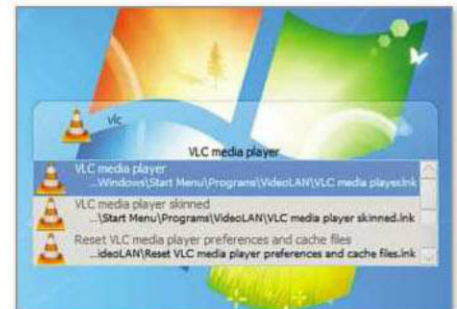 vlc
VLC media player
VLC media player
...Windows\Start Menu\Programs\VideoLAN\VLC media player.lnk
VLC media player skinned
...\Start Menu\Programs\VideoLAN\VLC media player skinned.lnk
Reset VLC media player preferences and cache files
...ideoLAN\Reset VLC media player preferences and cache files.lnk